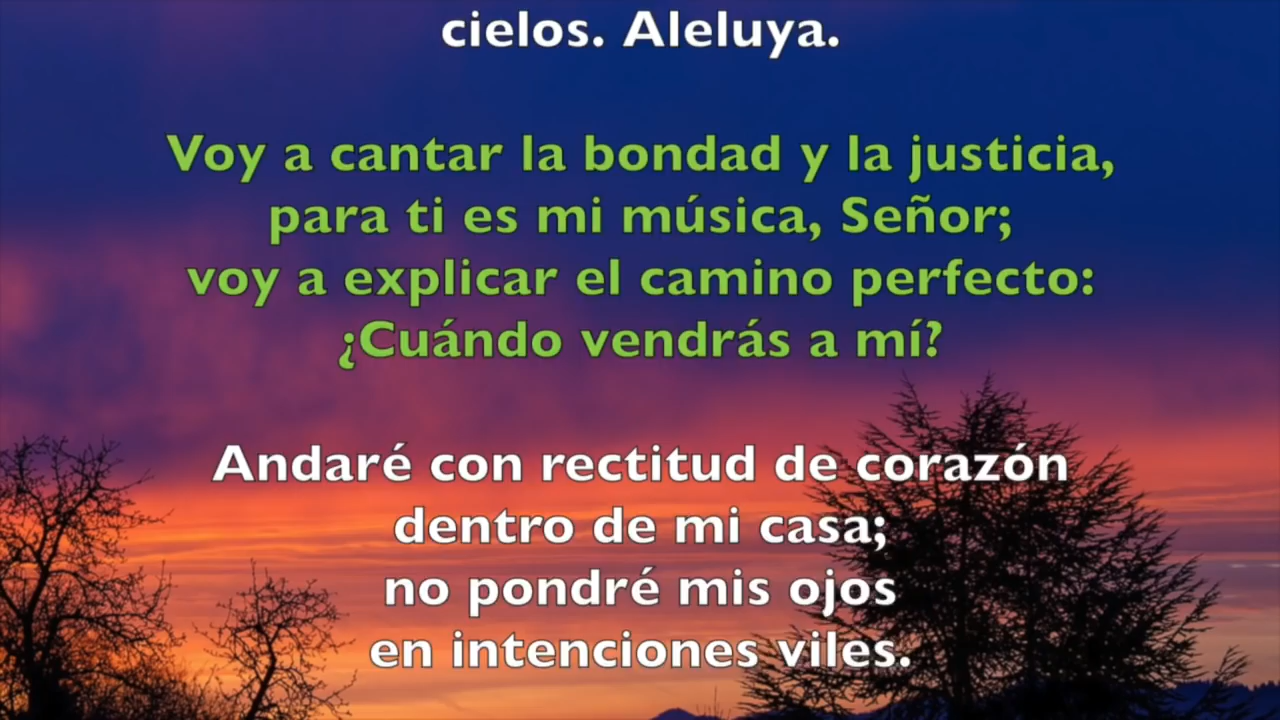 cielos. Aleluya.
Voy a cantar la bondad y la justicia,
para ti es mi música, Señor;
voy a explicar el camino perfecto:
¿Cuándo vendrás a mí?
Andaré con rectitud de corazón
dentro de mi casa;
no pondré mis ojos
en intenciones viles.